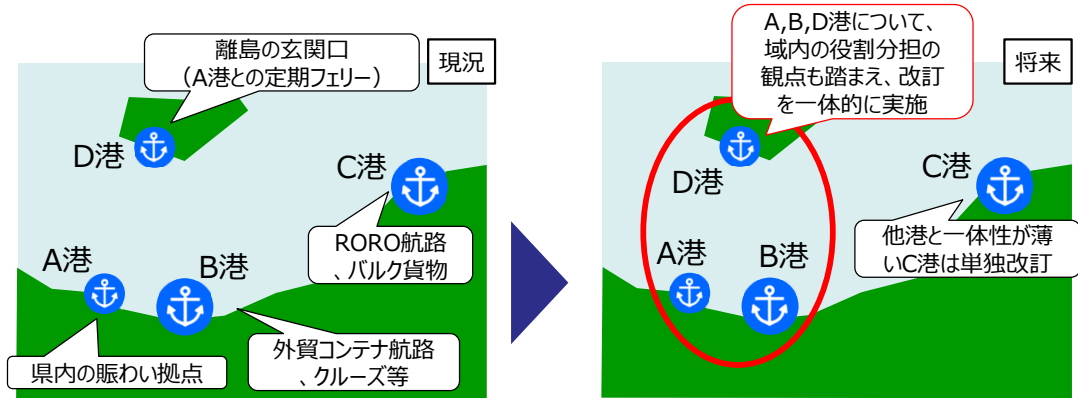 現況
離島の玄関口
(A港との定期フェリー)
D港
C港
RORO航路
、バルク貨物
A港
B港
県内の賑わい拠点
外貿コンテナ航路
、クルーズ等
将来
A,B,D港について、
域内の役割分担の
観点も踏まえ、改訂
を一体的に実施
D港
C港
他港と一体性が薄
いC港は単独改訂
A港
B港